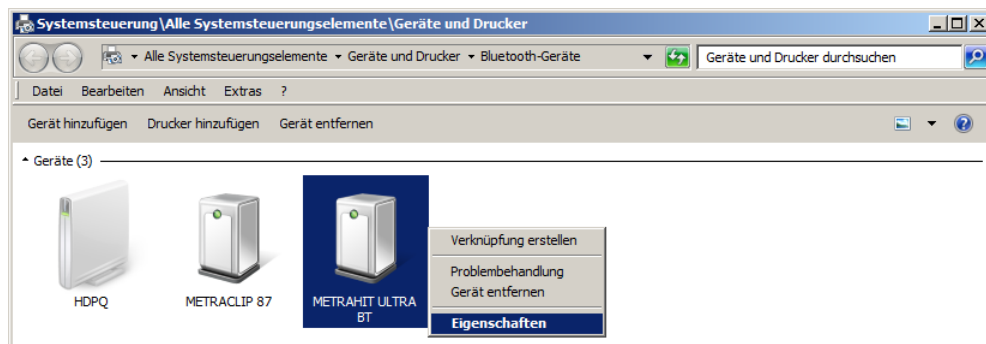 Systemsteuerung\Alle Systemsteuerungselemente\Geräte und Drucker
Alle Systemsteuerungselemente Geräte und Drucker Bluetooth-Geräte Geräte und Drucker durchsuchen
Datei Bearbeiten Ansicht Extras ?
Gerät hinzufügen Drucker hinzufügen Gerät entfernen
Geräte (3)
HDPQ
METRACLIP 87
METRAHIT ULTRA
BT
Verknüpfung erstellen
Problembehandlung
Gerät entfernen
Eigenschaften